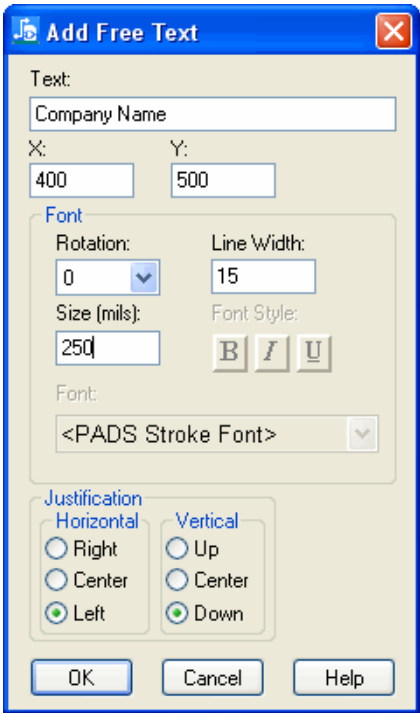 Add Free Text
Text:
Company Name
X: Y:
400 500
Font
Rotation: Line Width:
0 15
Size (mils): Font Style:
250 B I U
Font:
<PADS Stroke Font>
Justification
Horizontal Vertical
Right Up
Center Center
Left Down
OK Cancel Help